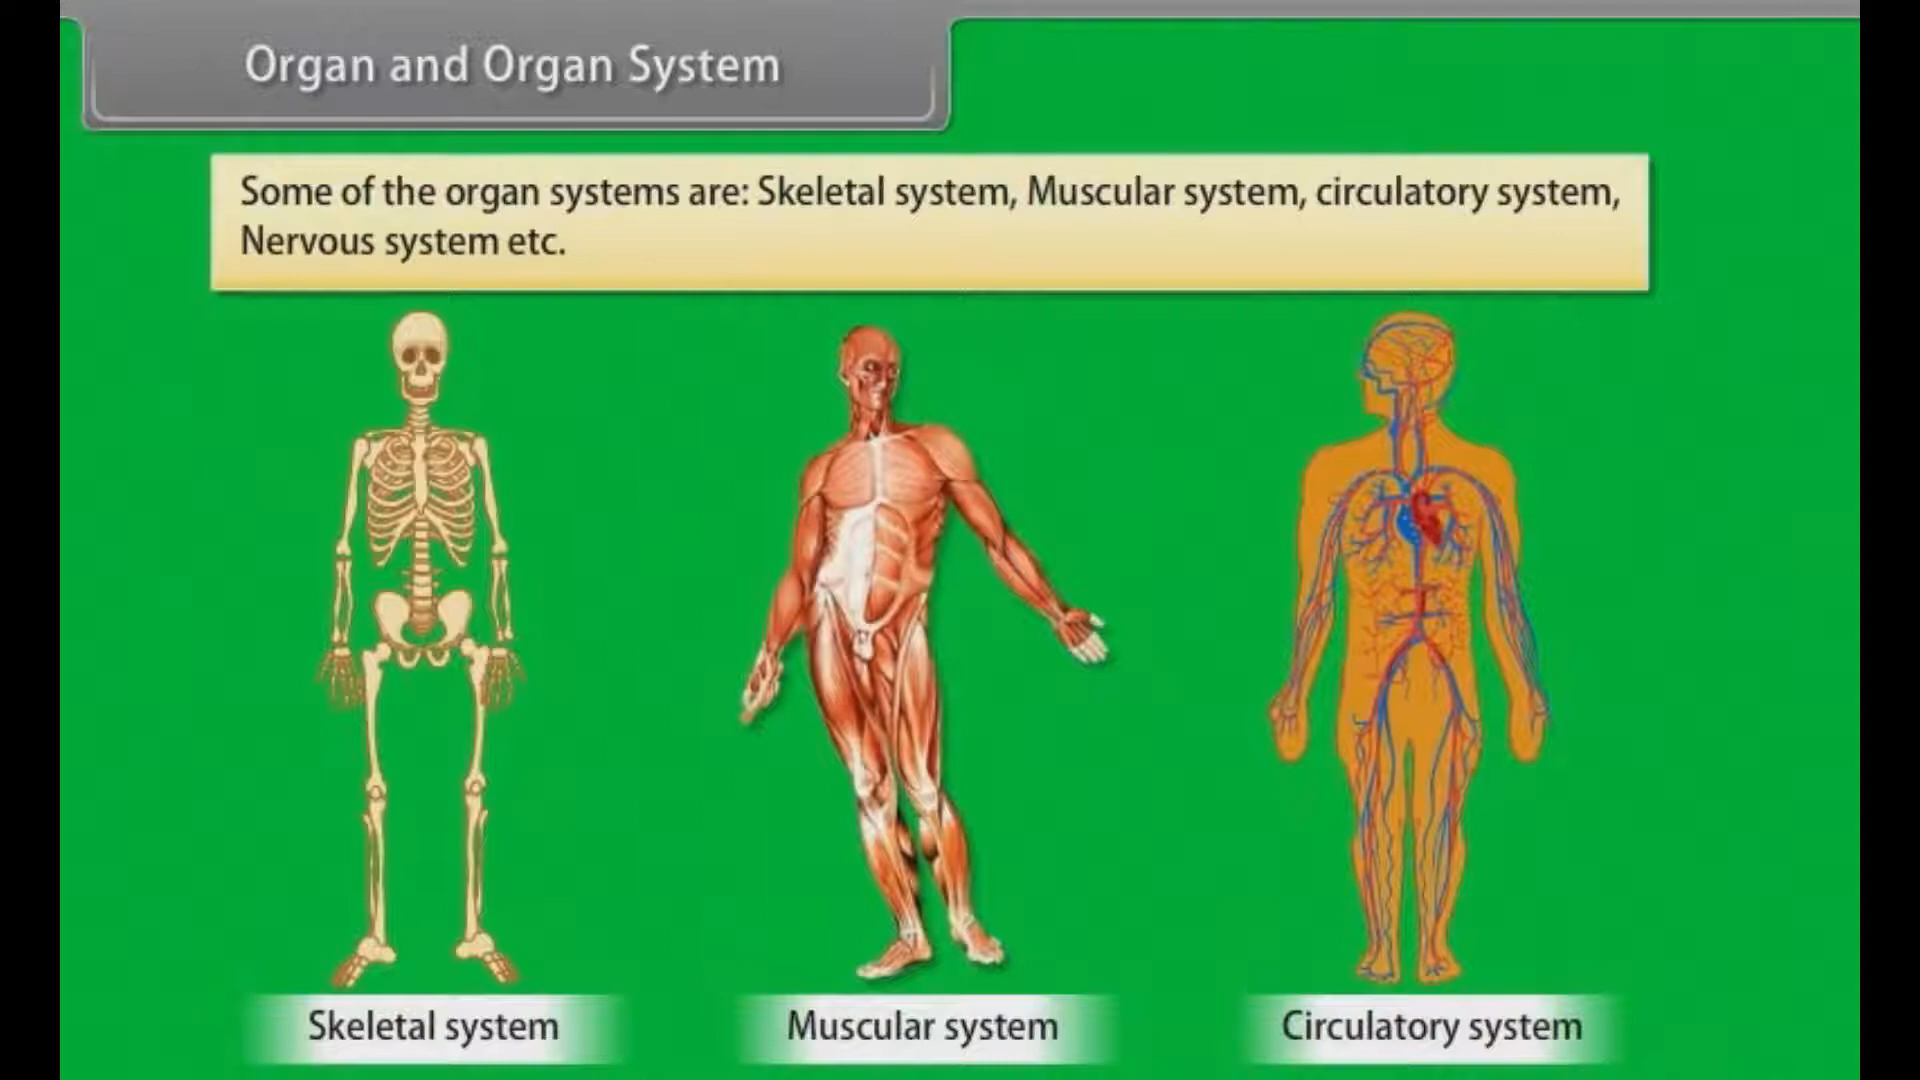 Organ and Organ System
Some of the organ systems are: Skeletal system, Muscular system, circulatory system,
Nervous system etc.
Skeletal system
Muscular system
Circulatory system